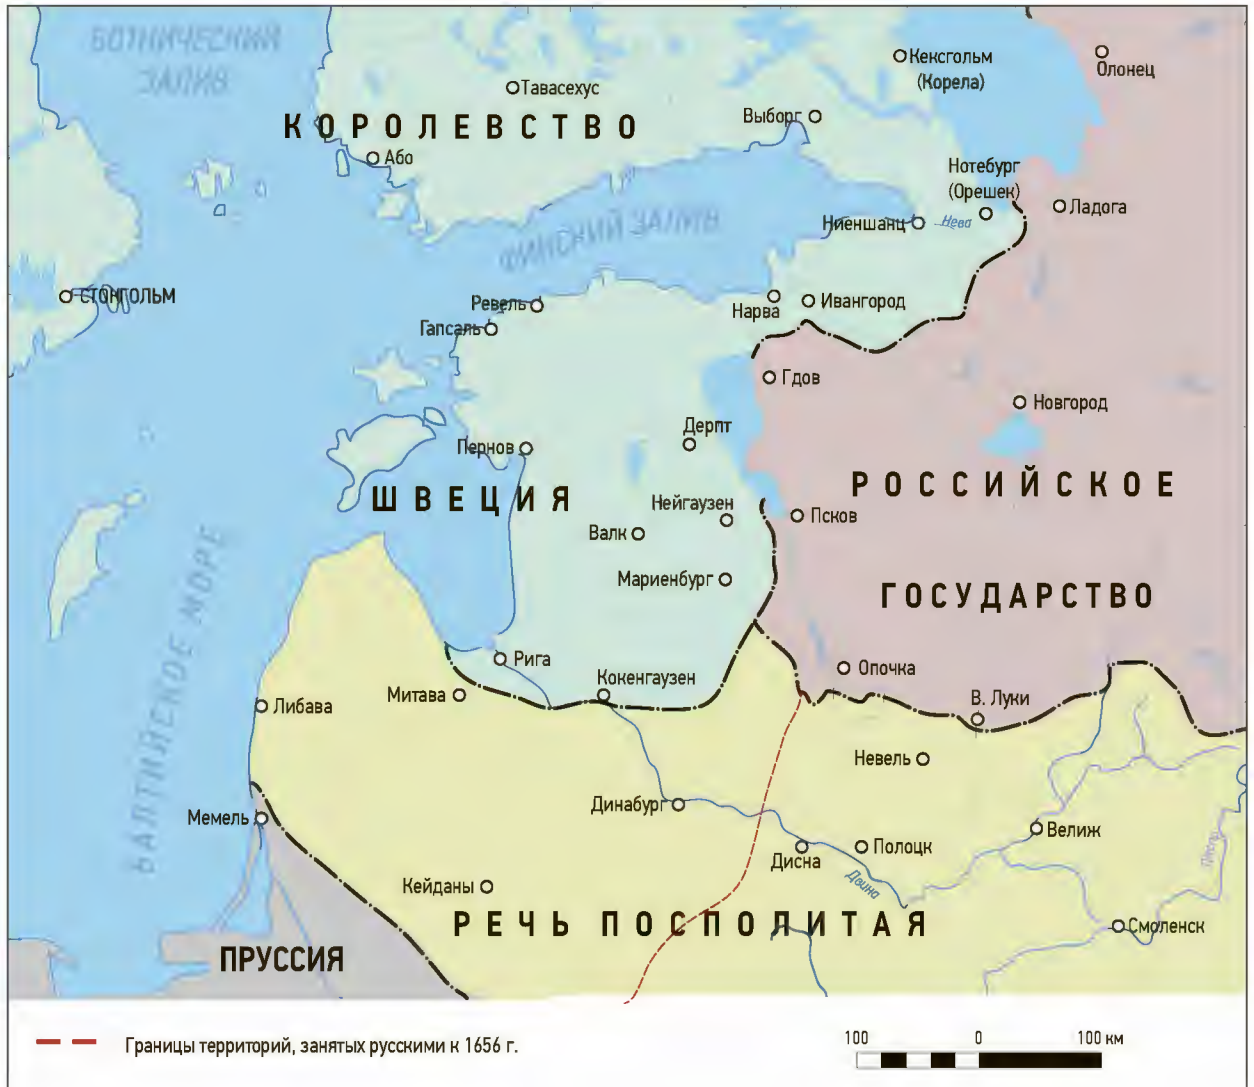 БОТНИЧЕСКИЙ
ЗАЛИВ
Кексгольм
(Корела)
Олонец
Тавасехус
КОРОЛЕВСТВО
Выборг
Або
Нотебург
(Орешек)
Ладога
Ниеншанц
Нева
ФИНСКИЙ ЗАЛИВ
СТОКГОЛЬМ
Ревель
Гапсаль
Нарва
Ивангород
Гдов
Новгород
Дерпт
Пернов
ШВЕЦИЯ
РОССИЙСКОЕ
Нейгаузен
Псков
Валк
Мариенбург
ГОСУДАРСТВО
БАЛТИЙСКОЕ МОРЕ
Рига
Кокенгаузен
Опочка
Митава
Либава
В. Луки
Невель
Мемель
Динабург
Велиж
Дисна
Полоцк
Двина
Днепр
Кейданы
РЕЧЬ ПОСПОЛИТАЯ
Смоленск
ПРУССИЯ
Границы территорий, занятых русскими к 1656 г.
100 0 100 км